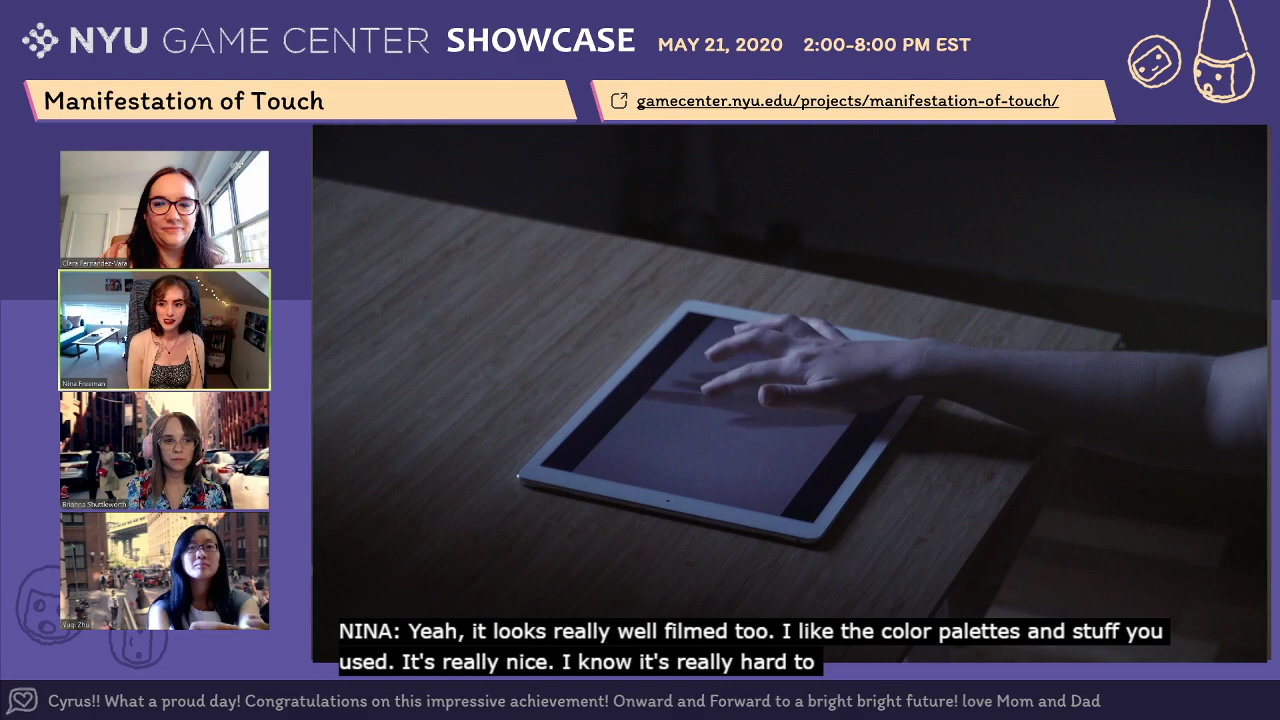 NYU GAME CENTER SHOWCASE MAY 21, 2020 2:00-8:00 PM EST
Manifestation of Touch
gamecenter.nyu.edu/projects/manifestation-of-touch/
Clara Fernandez-Vara
Nina Freeman
Brianna Shuttleworth
Yuqi Zhu
NINA: Yeah, it looks really well filmed too. I like the color palettes and stuff you
used. It's really nice. I know it's really hard to
Cyrus!! What a proud day! Congratulations on this impressive achievement! Onward and Forward to a bright bright future! love Mom and Dad